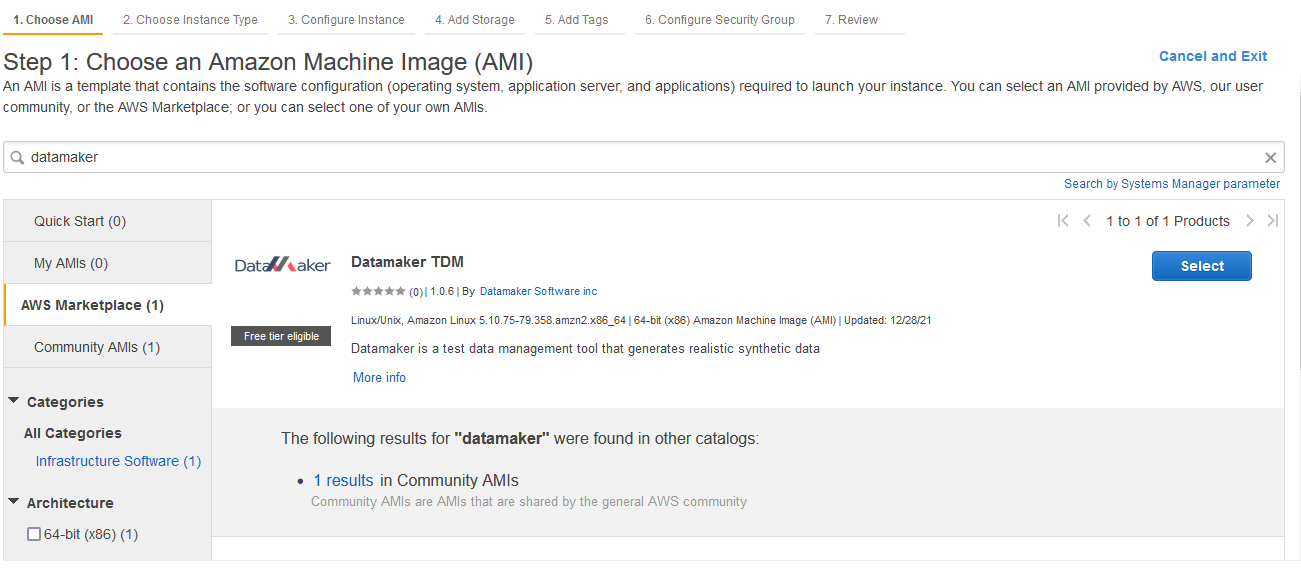 1. Choose AMI 2. Choose Instance Type 3. Configure Instance 4. Add Storage 5. Add Tags 6. Configure Security Group 7. Review
Step 1: Choose an Amazon Machine Image (AMI)
Cancel and Exit
An AMI is a template that contains the software configuration (operating system, application server, and applications) required to launch your instance. You can select an AMI provided by AWS, our user
community, or the AWS Marketplace; or you can select one of your own AMIs.
datamaker
Search by Systems Manager parameter
Quick Start (0)
My AMIs (0)
AWS Marketplace (1)
Community AMIs (1)
Categories
All Categories
Infrastructure Software (1)
Architecture
64-bit (x86) (1)
1 to 1 of 1 Products
DataMaker
Free tier eligible
Datamaker TDM
Select
(0) | 1.0.6 | By Datamaker Software inc
Linux/Unix, Amazon Linux 5.10.75-79.358.amzn2.x86_64 | 64-bit (x86) Amazon Machine Image (AMI) | Updated: 12/28/21
Datamaker is a test data management tool that generates realistic synthetic data
More info
The following results for "datamaker" were found in other catalogs:
• 1 results in Community AMIs
Community AMIs are AMIs that are shared by the general AWS community